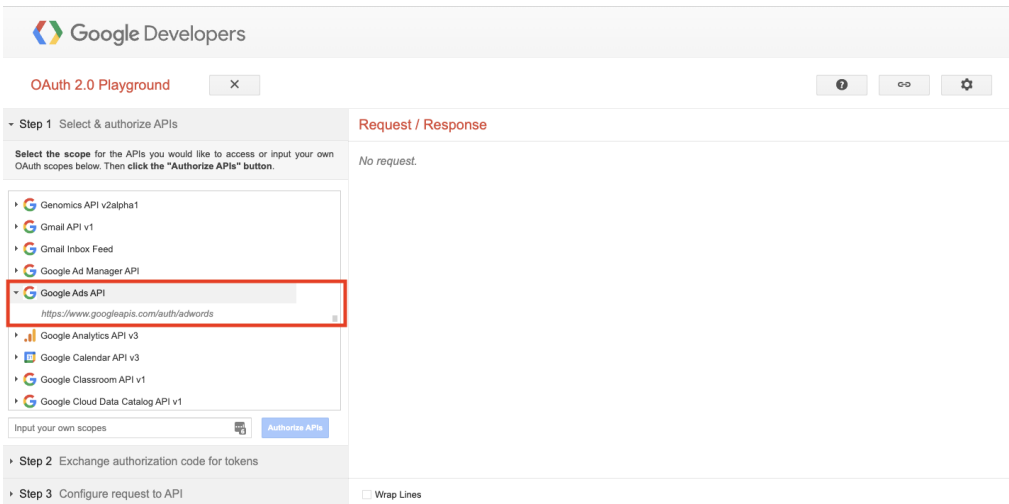 Google Developers
OAuth 2.0 Playground
Step 1 Select & authorize APIs
Select the scope for the APIs you would like to access or input your own
OAuth scopes below. Then click the "Authorize APIs" button.
Genomics API v2alpha1
Gmail API v1
Gmail Inbox Feed
Google Ad Manager API
Google Ads API
https://www.googleapis.com/auth/adwords
Google Analytics API v3
Google Calendar API v3
Google Classroom API v1
Google Cloud Data Catalog API v1
Input your own scopes
Authorize APIs
Step 2 Exchange authorization code for tokens
Step 3 Configure request to API
Request / Response
No request.
Wrap Lines